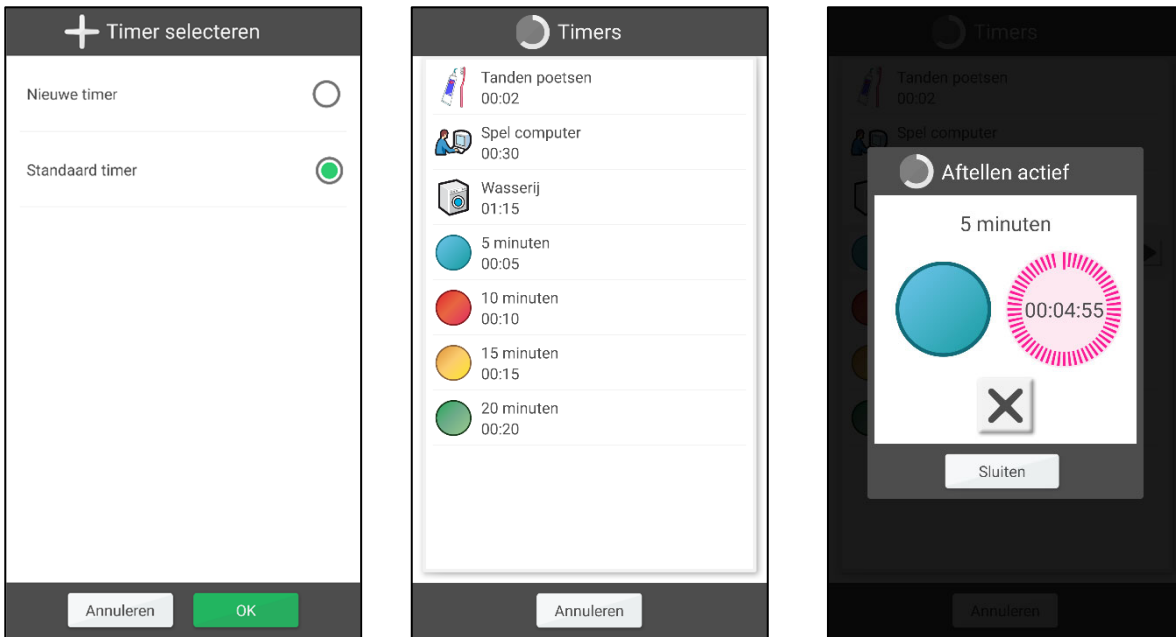 Timer selecteren
Nieuwe timer
Standaard timer
Annuleren
OK
Timers
Tanden poetsen
00:02
Spel computer
00:30
Wasserij
01:15
5 minuten
00:05
10 minuten
00:10
15 minuten
00:15
20 minuten
00:20
Annuleren
Timers
Tanden poetsen
00:02
Spel computer
Aftellen actief
5 minuten
00:04:55
Sluiten
Annuleren